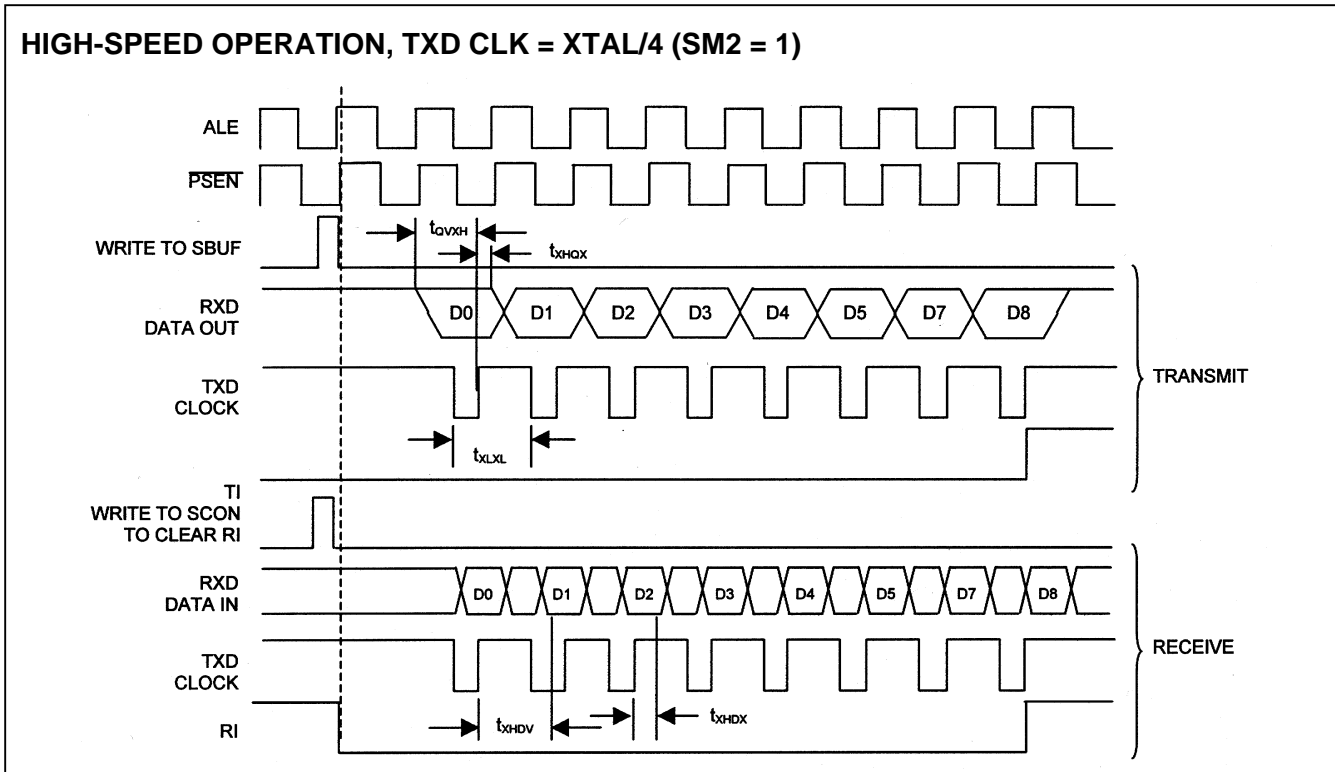 HIGH-SPEED OPERATION, TXD CLK = XTAL/4 (SM2 = 1)
ALE
PSEN
WRITE TO SBUF
tQVXH
tXHQX
RXD
DATA OUT
D0 D1 D2 D3 D4 D5 D7 D8
TXD
CLOCK
TRANSMIT
tXLXL
TI
WRITE TO SCON
TO CLEAR RI
RXD
DATA IN
D0 D1 D2 D3 D4 D5 D7 D8
TXD
CLOCK
RECEIVE
RI
tXHDV
tXHDX